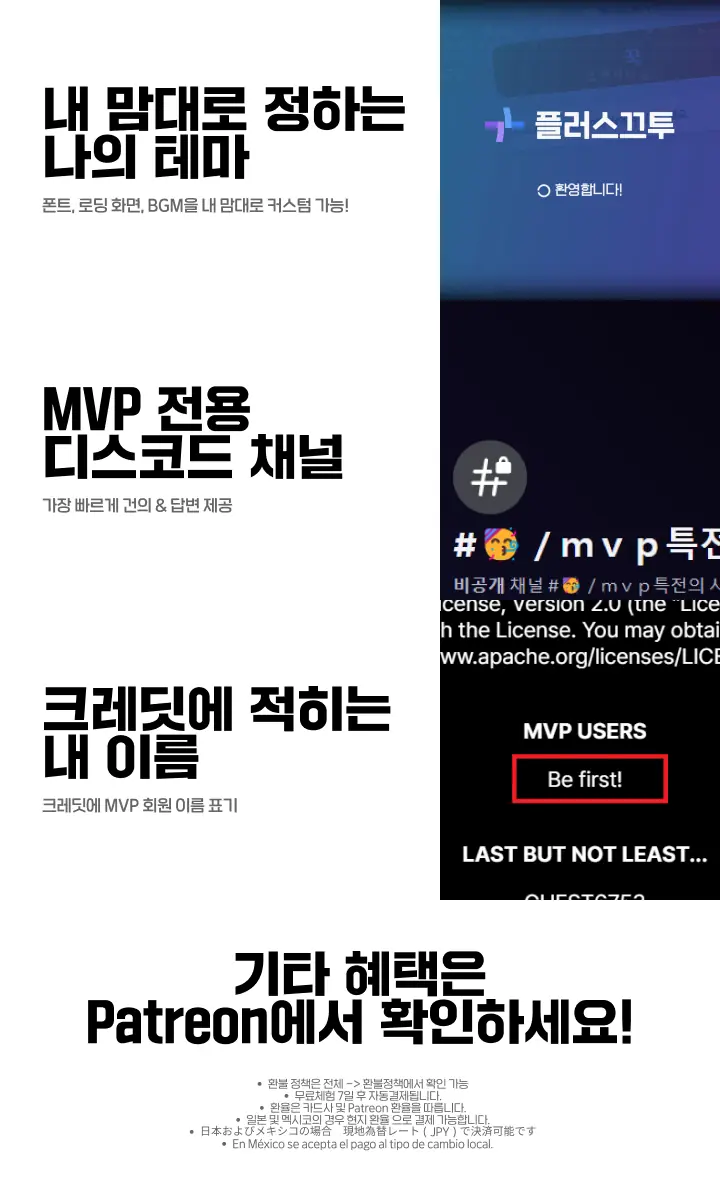 내 맘대로 정하는
나의 테마
폰트, 로딩 화면, BGM을 내 맘대로 커스텀 가능!
플러스끄투
환영합니다!
MVP 전용
디스코드 채널
가장 빠르게 건의 & 답변 제공
# 🥳 / m v p 특전
비공개 채널 # 🥳 / m v p 특전의 시
icense, Version 2.0 (the "Lice
h the License. You may obtai
ww.apache.org/licenses/LICE
크레딧에 적히는
내 이름
크레딧에 MVP 회원 이름 표기
MVP USERS
Be first!
LAST BUT NOT LEAST...
기타 혜택은
Patreon에서 확인하세요!
• 환불 정책은 전체 -> 환불정책에서 확인 가능
• 무료체험 7일 후 자동결제됩니다.
• 환율은 카드사 및 Patreon 환율을 따릅니다.
• 일본 및 멕시코의 경우 현지 환율 으로 결제 가능합니다.
• 日本およびメキシコの場合 現地為替レート ( JPY ) で決済可能です
• En México se acepta el pago al tipo de cambio local.